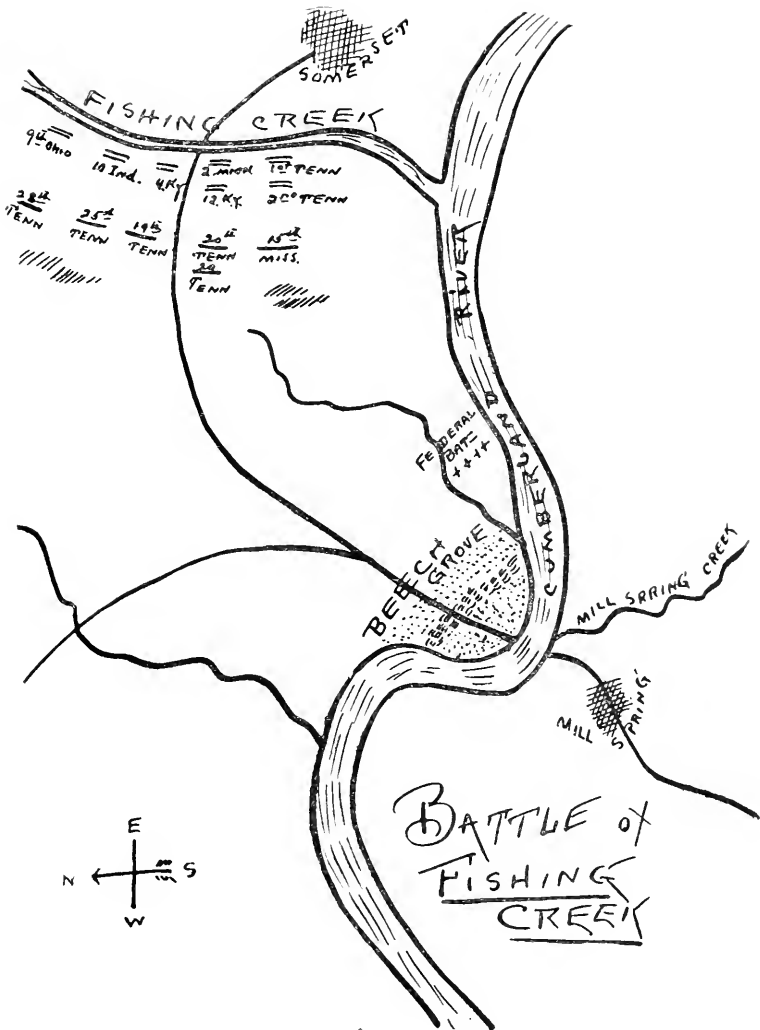 SOMERSET
FISHING CREEK
9th Ohio
10 Ind.
4.Ky
2 Minn
1st TENN
12.Ky.
2D TENN
28th
TENN
25th
TENN
19th
TENN
20th
TENN
29
TENN
15th
MISS.
CUMBERLAND RIVER
FEDERAL
BAT=
++++
BEECH
GROVE
MILL SPRING CREEK
MILL SPRING
E
N S
W
BATTLE of
FISHING
CREEK